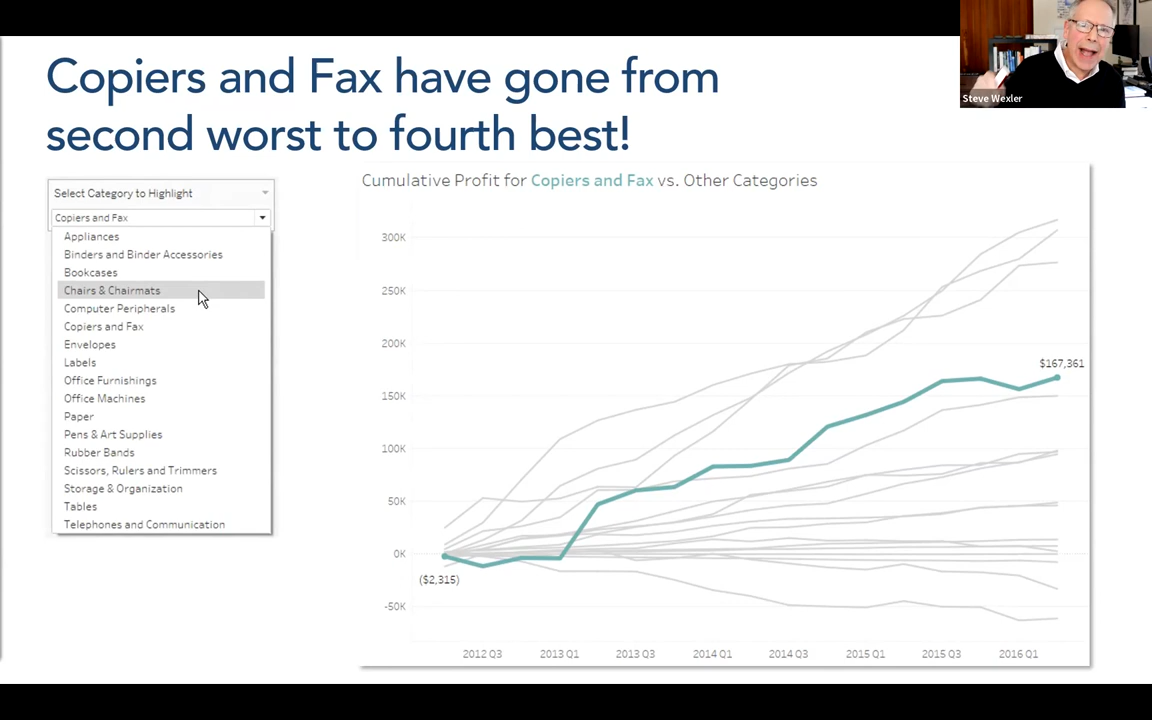 Copiers and Fax have gone from
second worst to fourth best!
Steve Wexler
Select Category to Highlight
Copiers and Fax
Appliances
Binders and Binder Accessories
Bookcases
Chairs & Chairmats
Computer Peripherals
Copiers and Fax
Envelopes
Labels
Office Furnishings
Office Machines
Paper
Pens & Art Supplies
Rubber Bands
Scissors, Rulers and Trimmers
Storage & Organization
Tables
Telephones and Communication
Cumulative Profit for Copiers and Fax vs. Other Categories
300K
250K
200K
150K
100K
50K
0K
-50K
$167,361
($2,315)
2012 Q3
2013 Q1
2013 Q3
2014 Q1
2014 Q3
2015 Q1
2015 Q3
2016 Q1